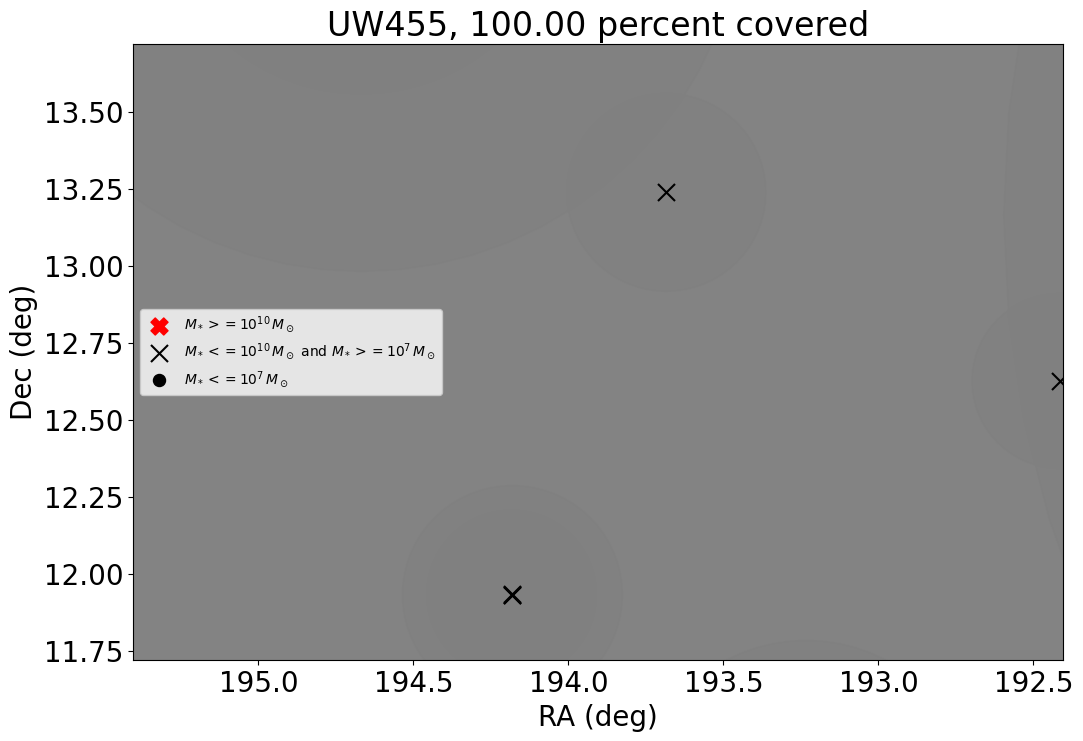 UW455, 100.00 percent covered
13.50
13.25
13.00
12.75
12.50
12.25
12.00
11.75
Dec (deg)
M* >= 10^10 M⊙
M* <= 10^10 M⊙ and M* >= 10^7 M⊙
M* <= 10^7 M⊙
195.0 194.5 194.0 193.5 193.0 192.5
RA (deg)